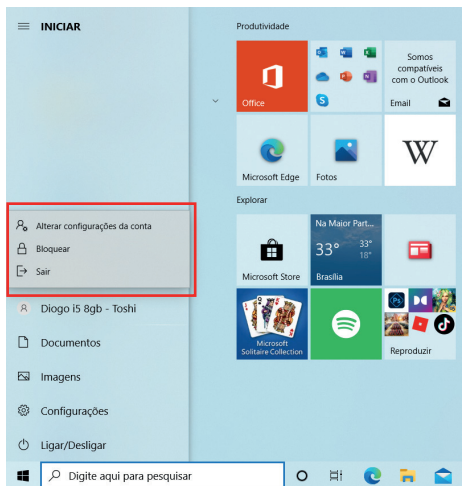 INICIAR
Alterar configurações da conta
Bloquear
Sair
Diogo i5 8gb - Toshi
Documentos
Imagens
Configurações
Ligar/Desligar
Digite aqui para pesquisar
Produtividade
Office
Somos
compatíveis
com o Outlook
Email
Microsoft Edge
Fotos
W
Explorar
Microsoft Store
Na Maior Part...
33°
33°
18°
Brasília
Microsoft
Solitaire Collection
Ps
Reproduzir